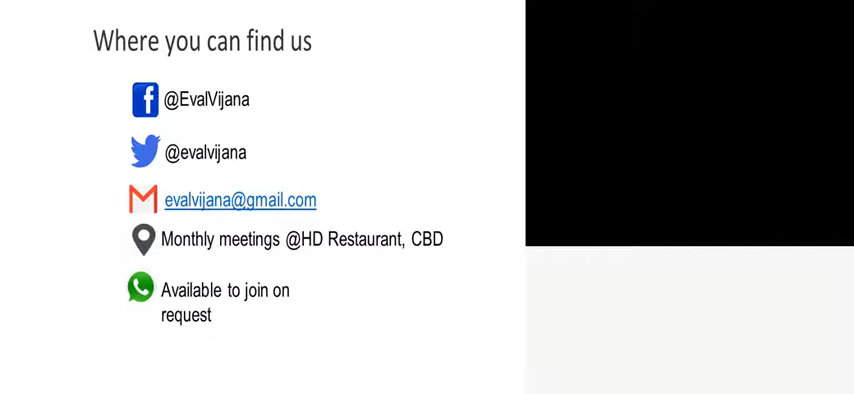 Where you can find us
@EvalVijana
@evalvijana
evalvijana@gmail.com
Monthly meetings @HD Restaurant, CBD
Available to join on
request